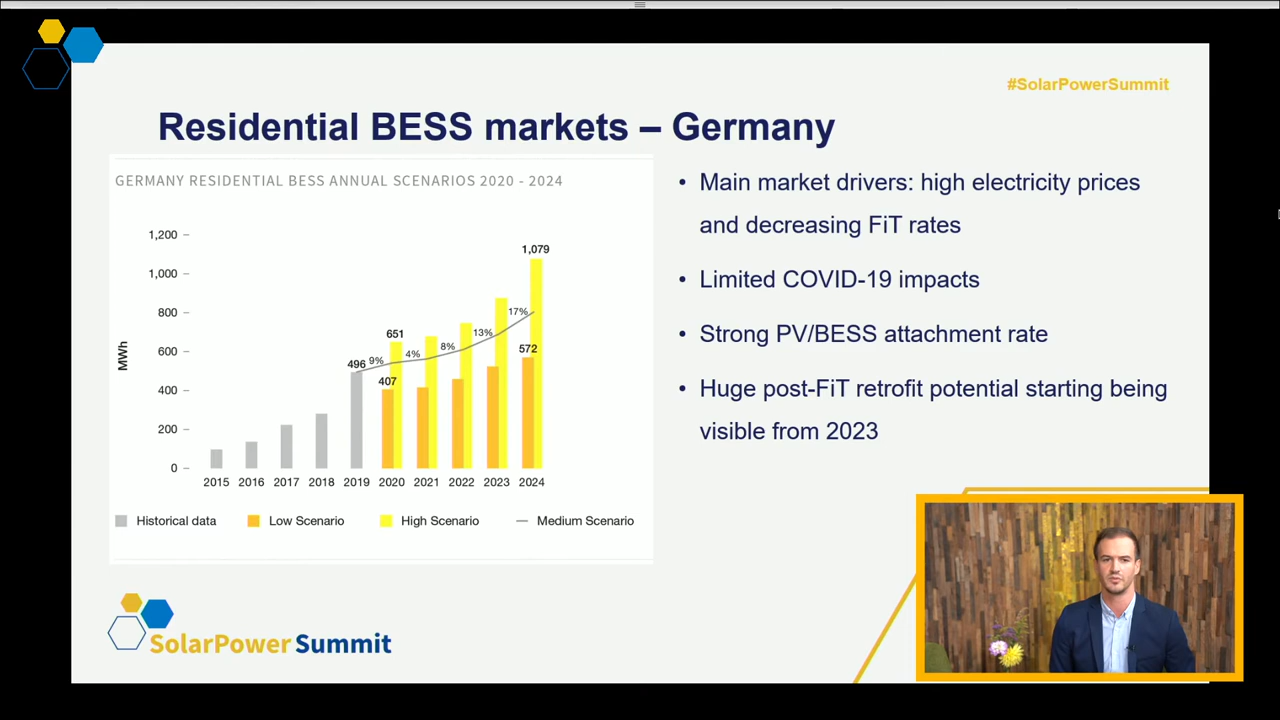 #SolarPowerSummit
Residential BESS markets – Germany
GERMANY RESIDENTIAL BESS ANNUAL SCENARIOS 2020 - 2024
MWh
1,200
1,000
800
600
400
200
0
496
407
651
572
1,079
9%
4%
8%
13%
17%
2015 2016 2017 2018 2019 2020 2021 2022 2023 2024
Historical data Low Scenario High Scenario Medium Scenario
• Main market drivers: high electricity prices
and decreasing FiT rates
• Limited COVID-19 impacts
• Strong PV/BESS attachment rate
• Huge post-FiT retrofit potential starting being
visible from 2023
SolarPower Summit